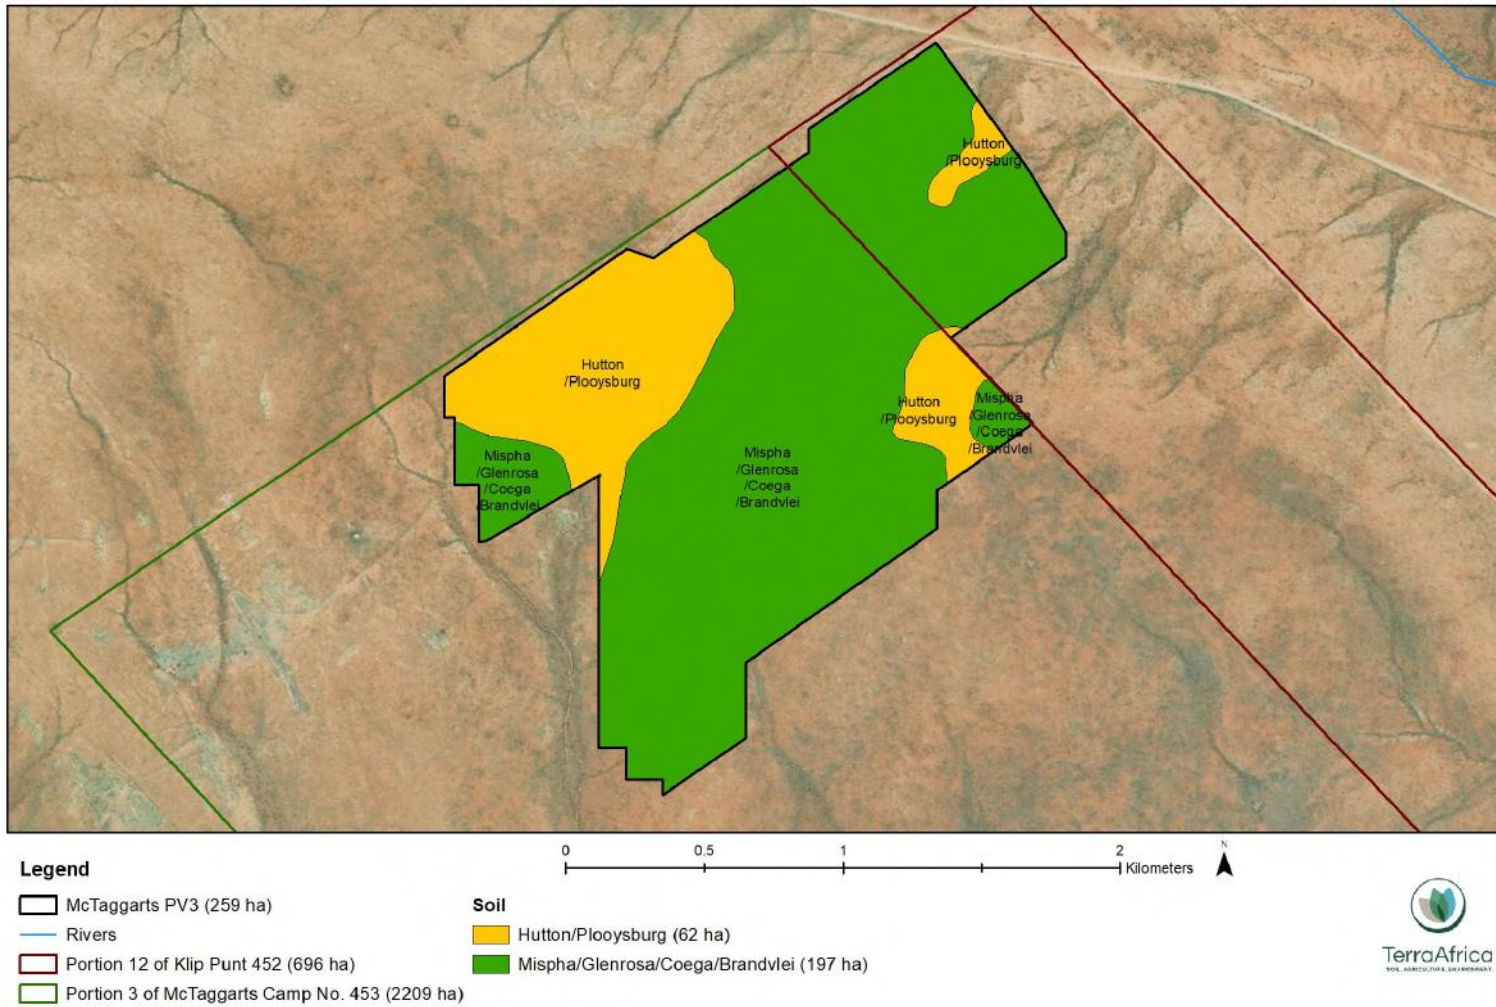 Hutton
/Plooysburg
Hutton
/Plooysburg
Hutton
/Plooysburg
Mispha
/Glenrosa
/Coega
/Brandvlei
Mispha
/Glenrosa
/Coega
/Brandvlei
Mispha
/Glenrosa
/Coega
/Brandvlei
0 0.5 1 2
Kilometers
N
Legend
McTaggarts PV3 (259 ha)
Rivers
Portion 12 of Klip Punt 452 (696 ha)
Portion 3 of McTaggarts Camp No. 453 (2209 ha)
Soil
Hutton/Plooysburg (62 ha)
Mispha/Glenrosa/Coega/Brandvlei (197 ha)
TerraAfrica
SOIL. AGRICULTURE. ENVIRONMENT.